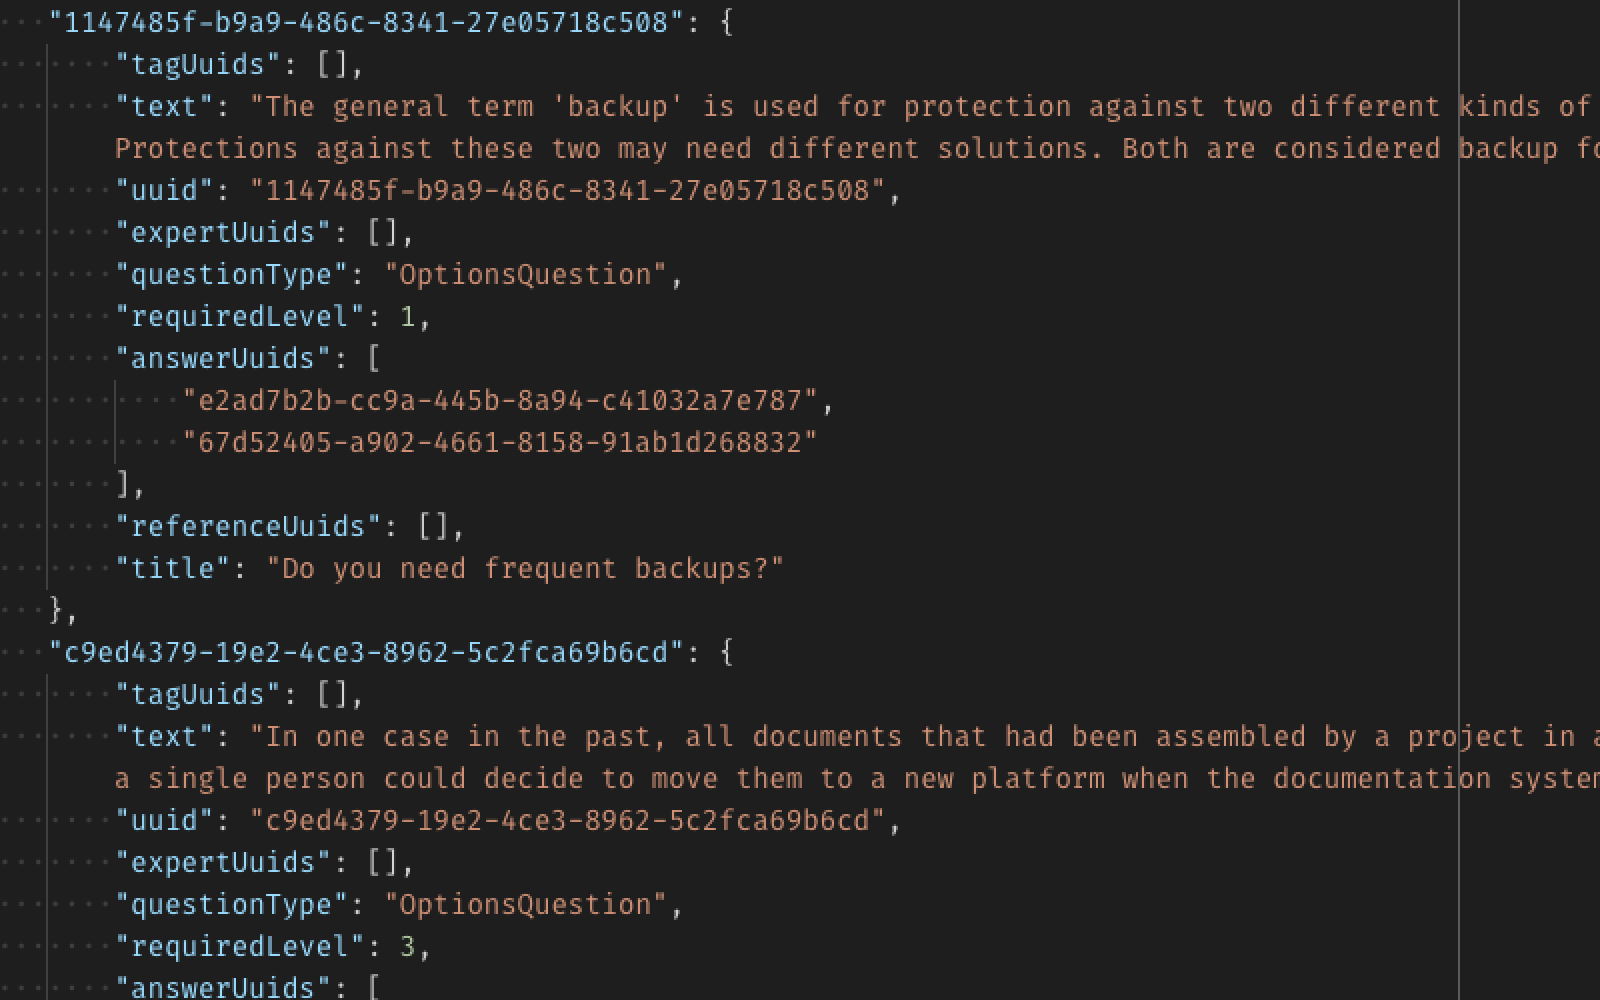 "1147485f-b9a9-486c-8341-27e05718c508": {
"tagUuids": [],
"text": "The general term 'backup' is used for protection against two different kinds of
Protections against these two may need different solutions. Both are considered backup fo
"uuid": "1147485f-b9a9-486c-8341-27e05718c508",
"expertUuids": [],
"questionType": "OptionsQuestion",
"requiredLevel": 1,
"answerUuids": [
"e2ad7b2b-cc9a-445b-8a94-c41032a7e787",
"67d52405-a902-4661-8158-91ab1d268832"
],
"referenceUuids": [],
"title": "Do you need frequent backups?"
},
"c9ed4379-19e2-4ce3-8962-5c2fca69b6cd": {
"tagUuids": [],
"text": "In one case in the past, all documents that had been assembled by a project in a
a single person could decide to move them to a new platform when the documentation system
"uuid": "c9ed4379-19e2-4ce3-8962-5c2fca69b6cd",
"expertUuids": [],
"questionType": "OptionsQuestion",
"requiredLevel": 3,
"answerUuids": [